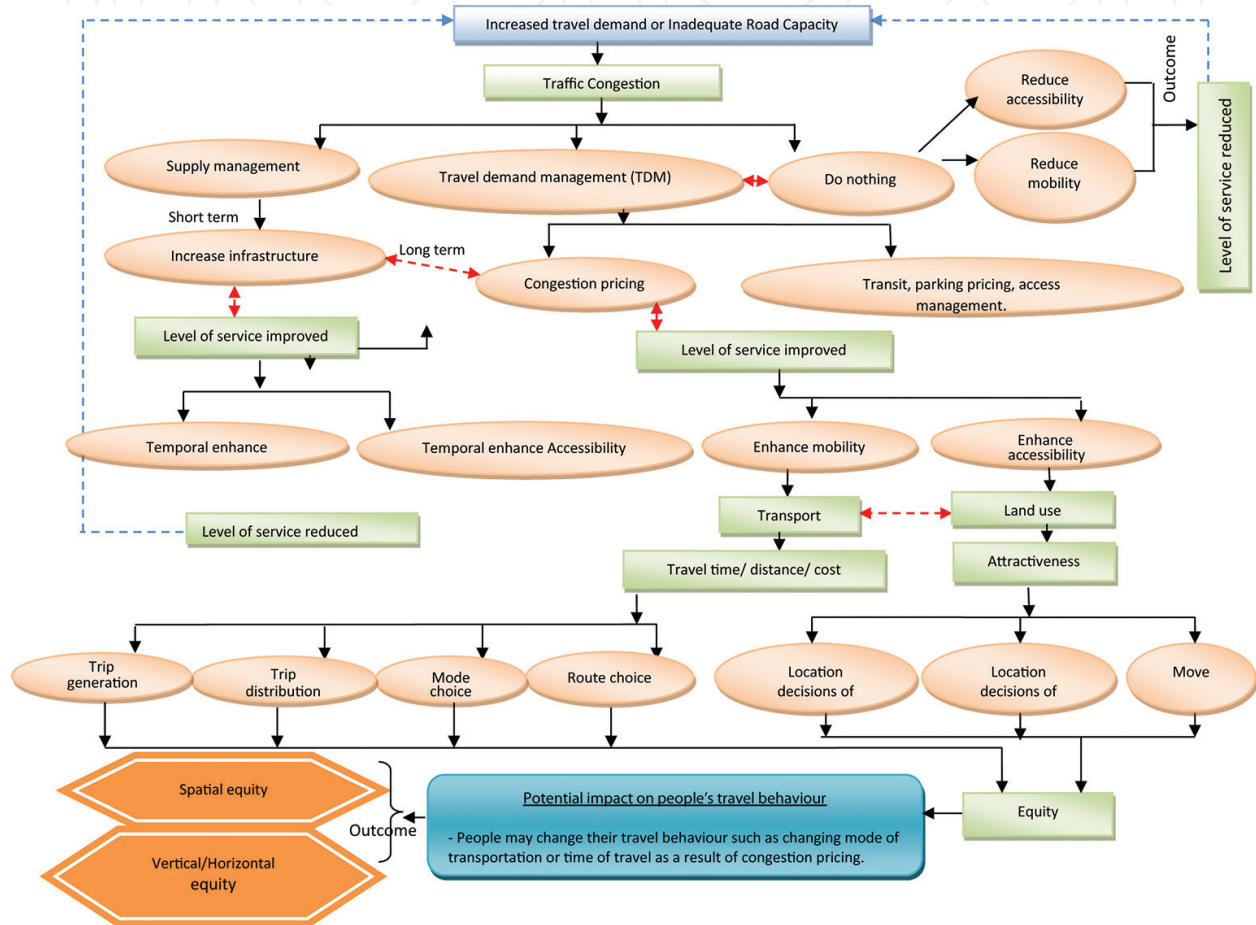 Increased travel demand or Inadequate Road Capacity
Traffic Congestion
Reduce
accessibility
Outcome
Level of service reduced
Supply management
Travel demand management (TDM)
Do nothing
Reduce
mobility
Short term
Increase infrastructure
Long term
Congestion pricing
Transit, parking pricing, access
management.
Level of service improved
Level of service improved
Temporal enhance
Temporal enhance Accessibility
Enhance mobility
Enhance
accessibility
Level of service reduced
Transport
Land use
Travel time/ distance/ cost
Attractiveness
Trip
generation
Trip
distribution
Mode
choice
Route choice
Location
decisions of
Location
decisions of
Move
Spatial equity
Outcome
Vertical/Horizontal
equity
Potential impact on people’s travel behaviour
- People may change their travel behaviour such as changing mode of
transportation or time of travel as a result of congestion pricing.
Equity